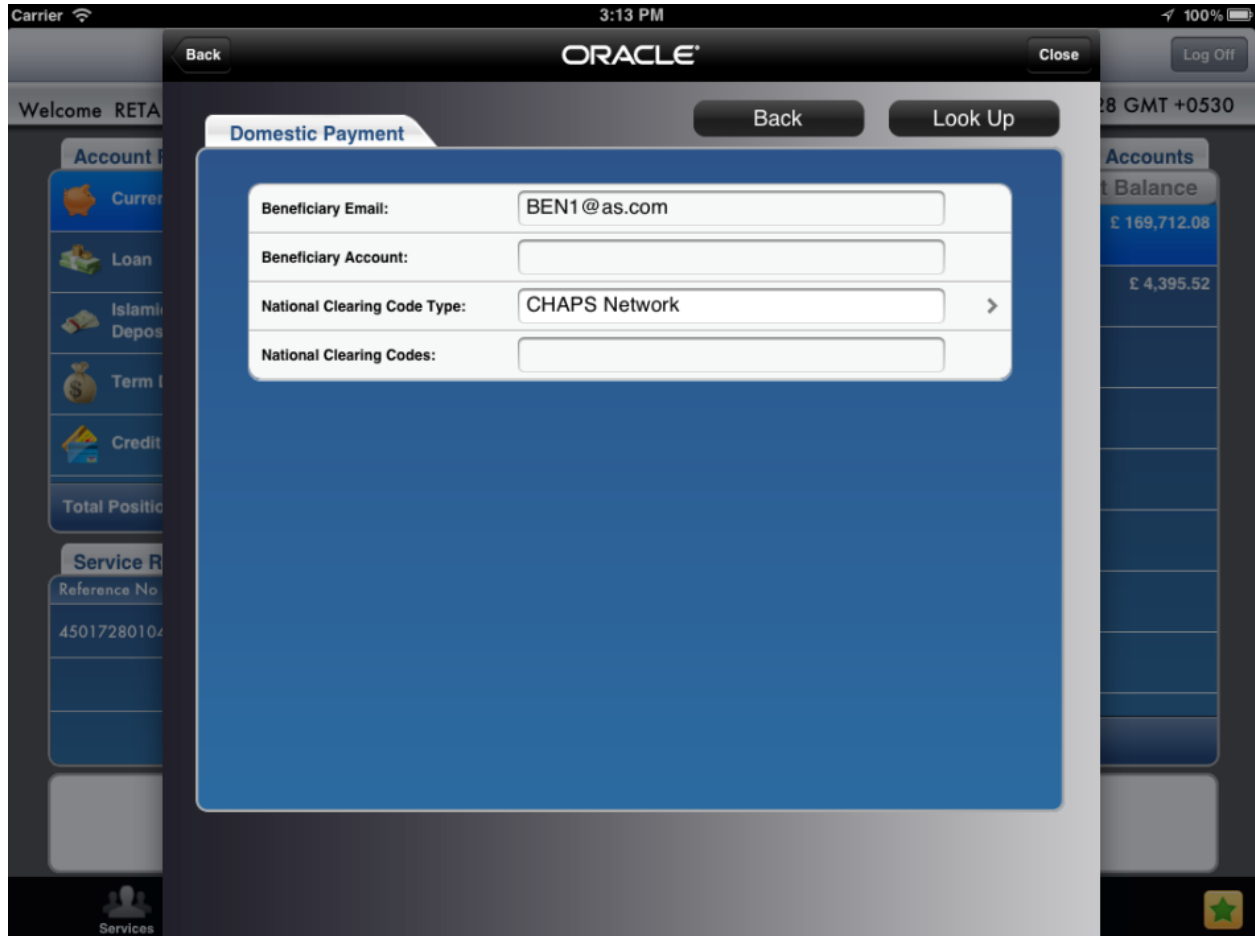 Carrier 3:13 PM 100%
Back ORACLE Close Log Off
Welcome RETA 28 GMT +0530
Back Look Up
Domestic Payment
Account Accounts
t Balance
Curre
£ 169,712.08
Loan
£ 4,395.52
Islami
Depos
Term
Credit
Total Positio
Service R
Reference No
45017280104
Beneficiary Email: BEN1@as.com
Beneficiary Account:
National Clearing Code Type: CHAPS Network
National Clearing Codes:
Services